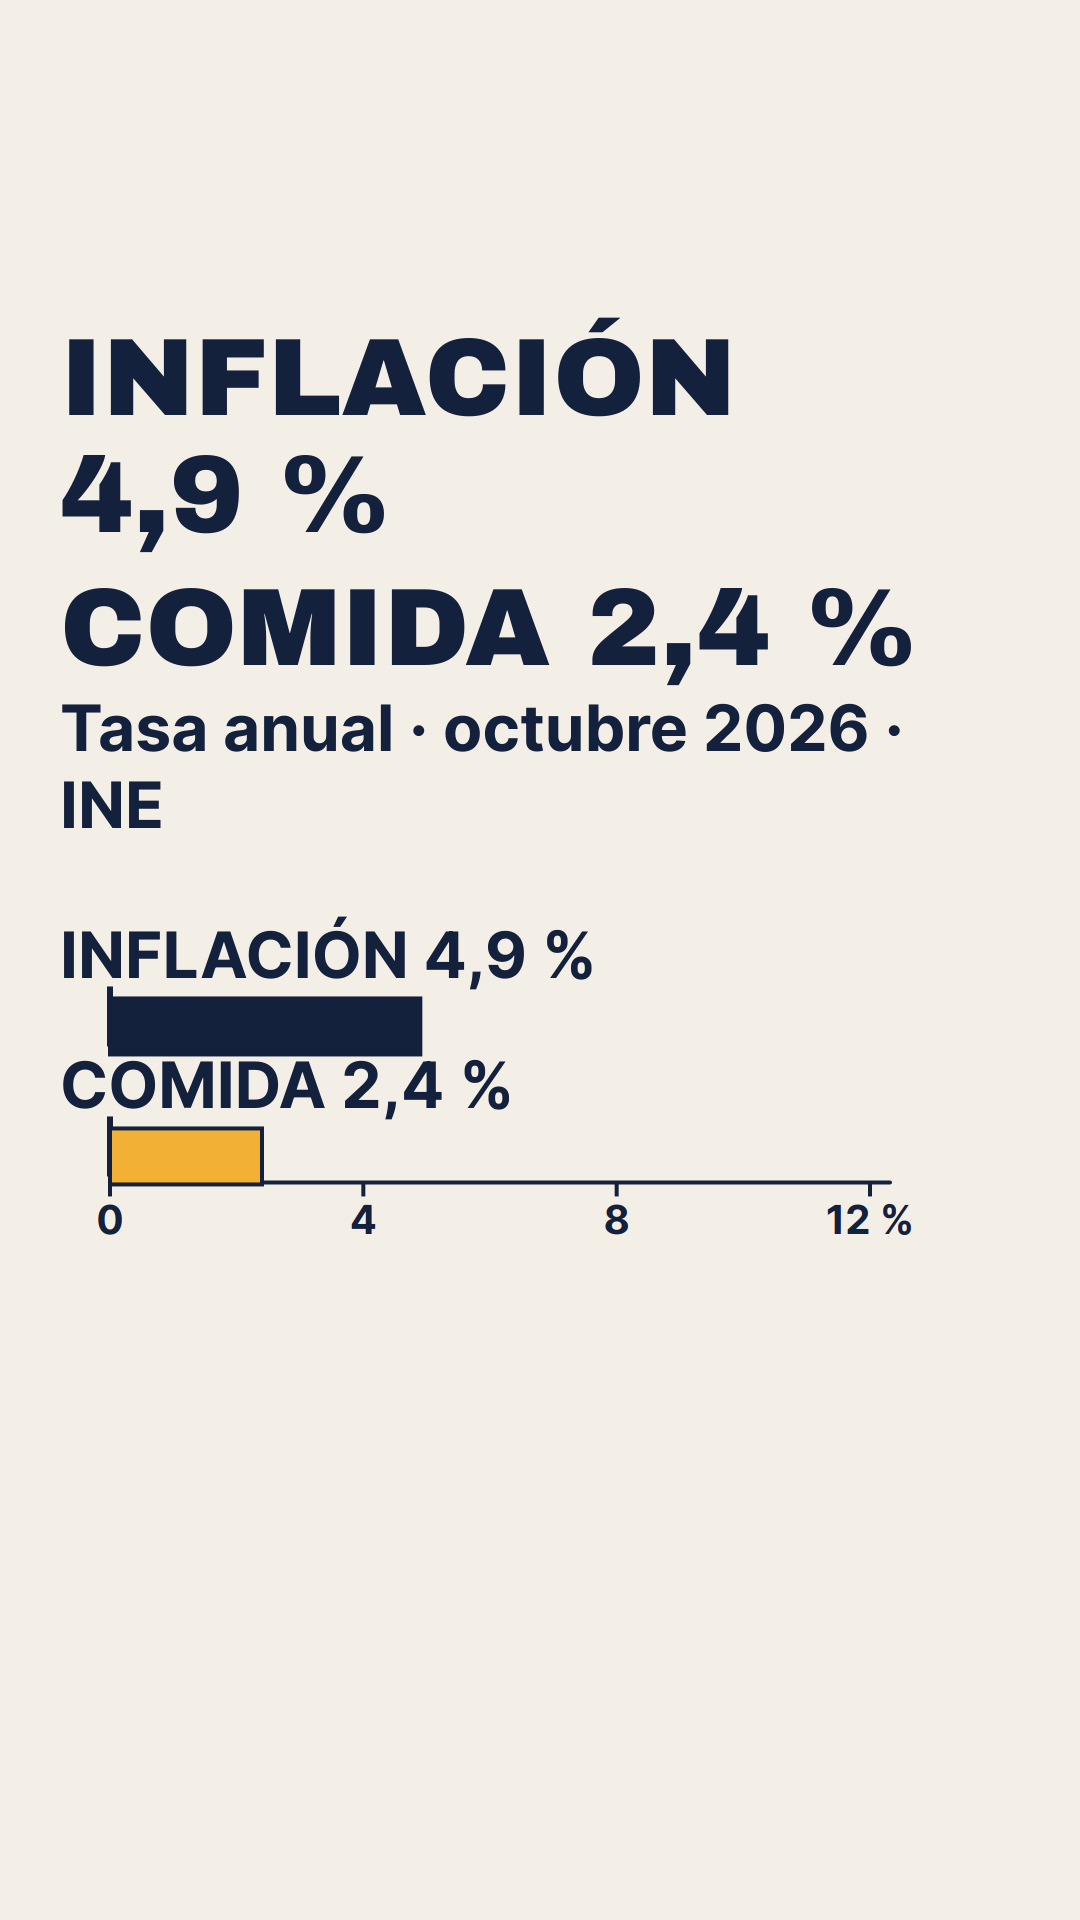 INFLACIÓN
4,9 %
COMIDA 2,4 %
Tasa anual · octubre 2026 ·
INE
INFLACIÓN 4,9 %
COMIDA 2,4 %
0 4 8 12 %